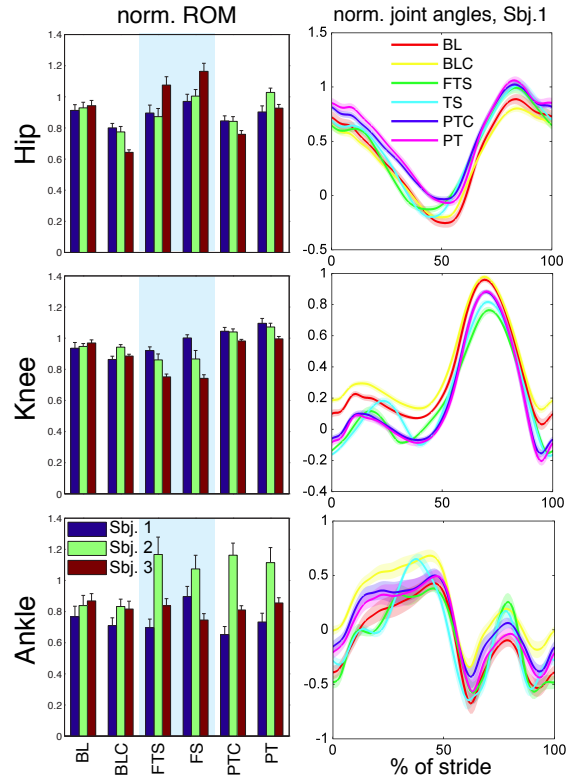 norm. ROM
norm. joint angles, Sbj.1
Hip
1.4
1.2
1
0.8
0.6
0.4
0.2
0
1.5
1
0.5
0
-0.5
0
50
100
BL
BLC
FTS
TS
PTC
PT
Knee
1.4
1.2
1
0.8
0.6
0.4
0.2
0
1
0.8
0.6
0.4
0.2
0
-0.2
-0.4
0
50
100
Ankle
1.4
1.2
1
0.8
0.6
0.4
0.2
0
Sbj. 1
Sbj. 2
Sbj. 3
BL
BLC
FTS
FS
PTC
PT
1
0.5
0
-0.5
-1
0
50
100
% of stride